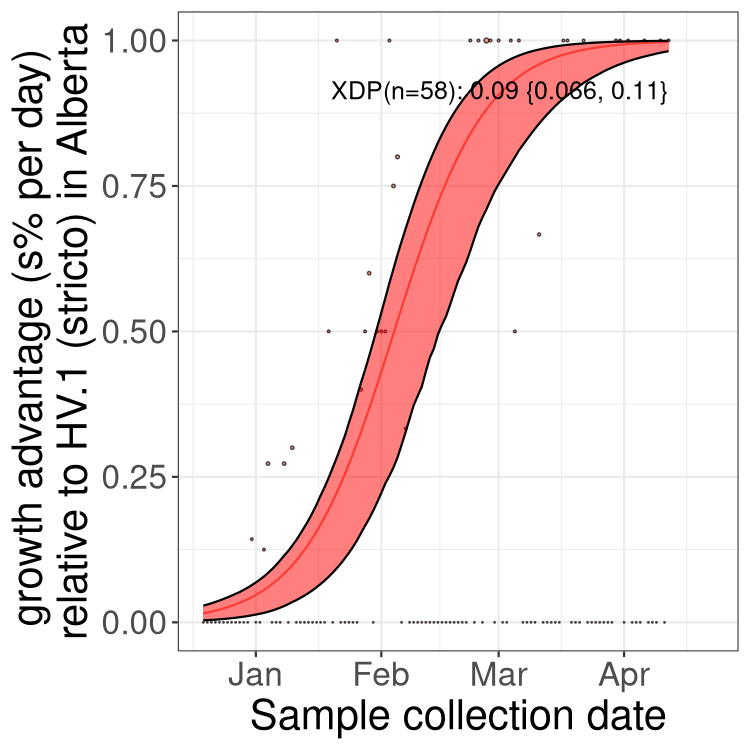 growth advantage (s% per day)
relative to HV.1 (stricto) in Alberta
1.00
0.75
0.50
0.25
0.00
XDP(n=58): 0.09 {0.066, 0.11}
Jan Feb Mar Apr
Sample collection date